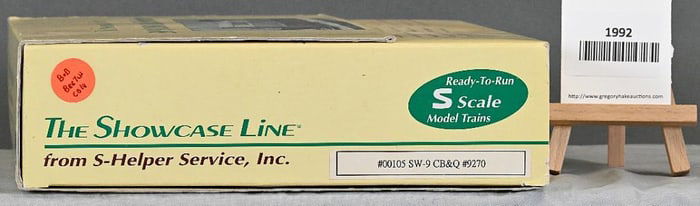 1992
http://www.gregoryhakeauctions.com
Ready-To-Run
S Scale
Model Trains
THE SHOWCASE LINE
from S-Helper Service, Inc.
#00105 SW-9 CB&Q #9270